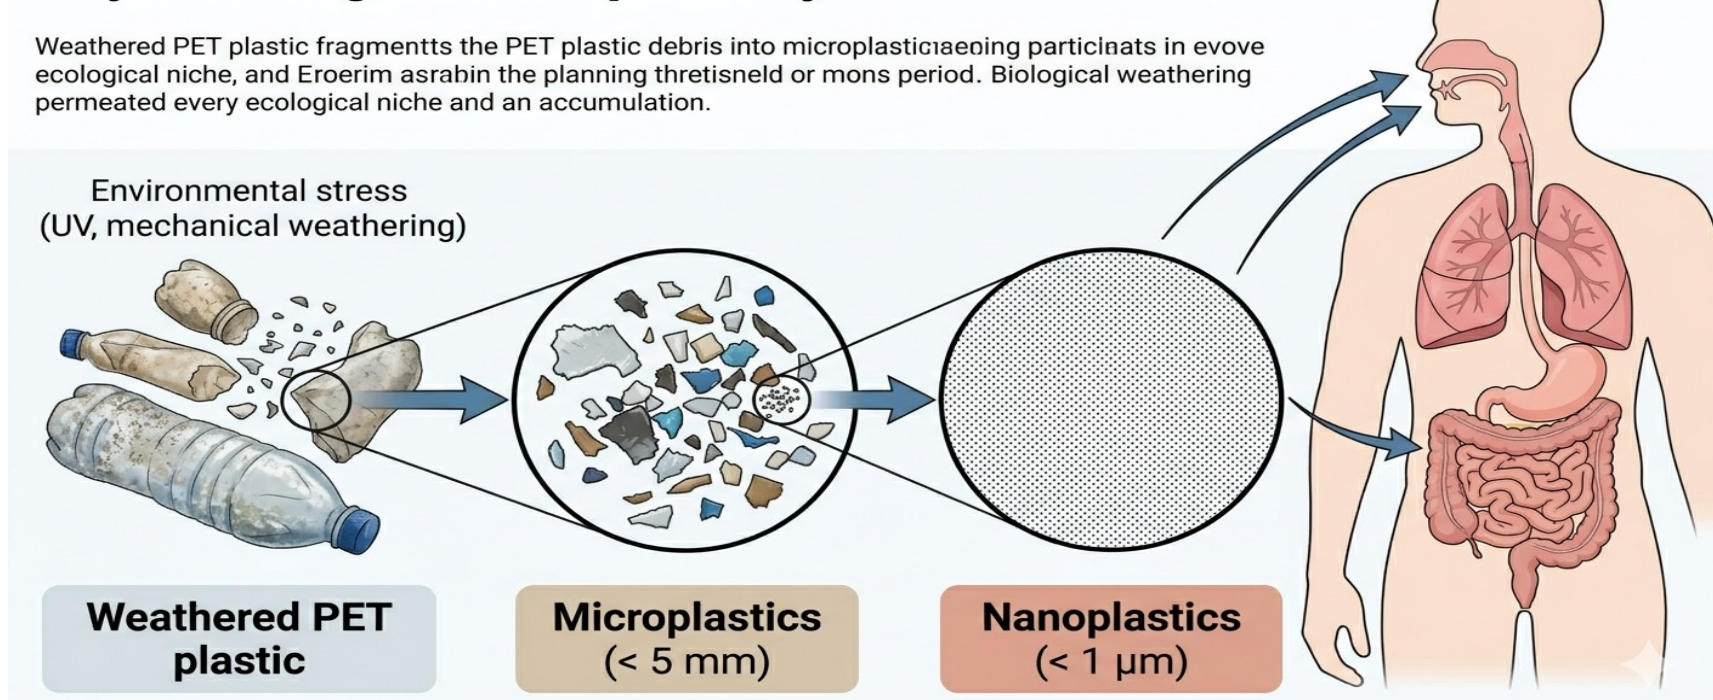 Weathered PET plastic fragmentts the PET plastic debris into microplasticıaening particinats in evove
ecological niche, and Eroerim asrabin the planning thretisneld or mons period. Biological weathering
permeated every ecological niche and an accumulation.
Environmental stress
(UV, mechanical weathering)
Weathered PET
plastic
Microplastics
(< 5 mm)
Nanoplastics
(< 1 µm)